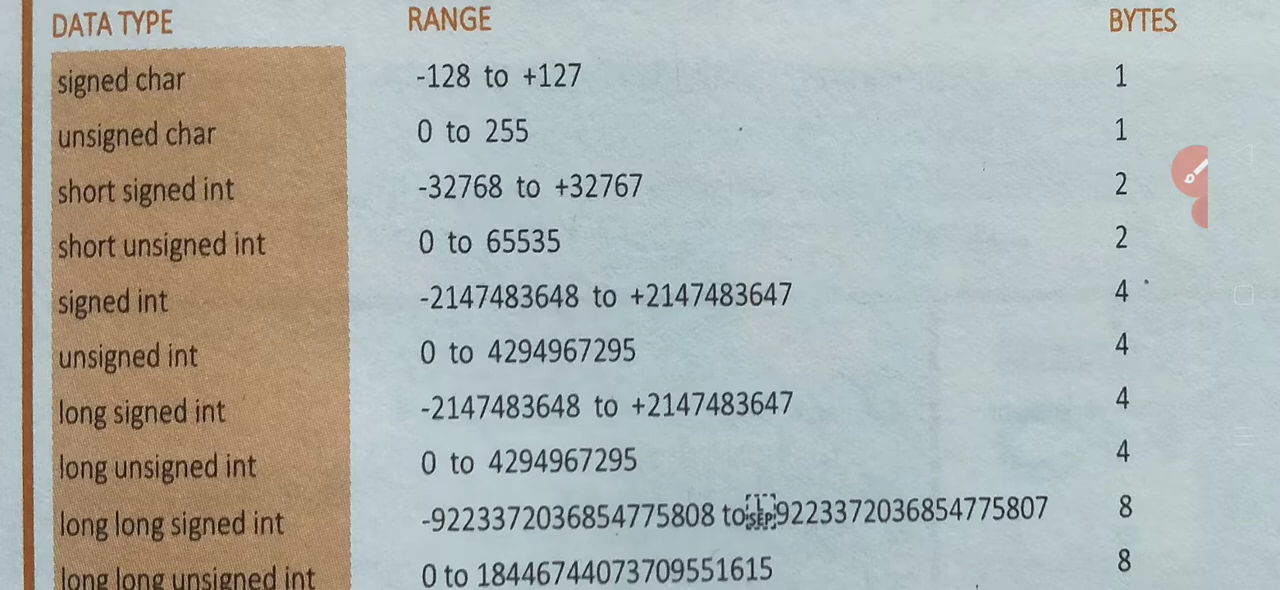 DATA TYPE RANGE BYTES
signed char -128 to +127 1
unsigned char 0 to 255 1
short signed int -32768 to +32767 2
short unsigned int 0 to 65535 2
signed int -2147483648 to +2147483647 4
unsigned int 0 to 4294967295 4
long signed int -2147483648 to +2147483647 4
long unsigned int 0 to 4294967295 4
long long signed int -9223372036854775808 to SEP 9223372036854775807 8
long long unsigned int 0 to 18446744073709551615 8